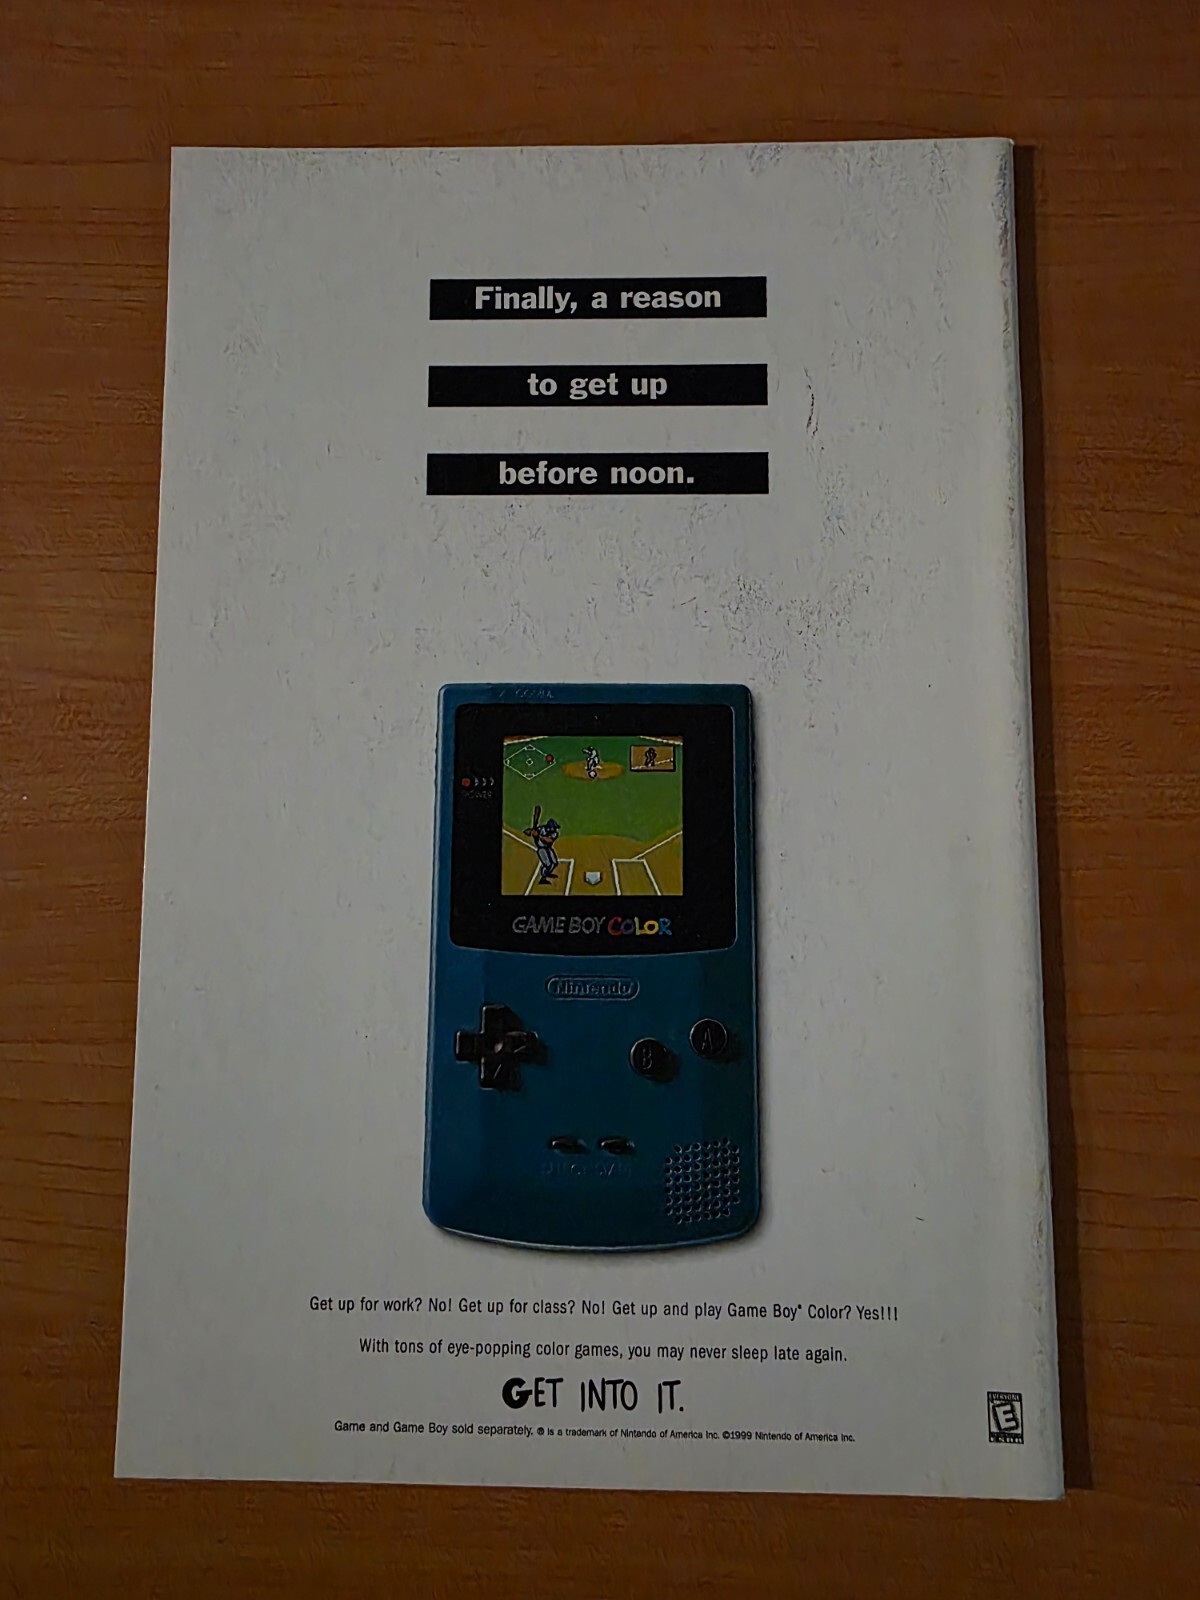 Finally, a reason
to get up
before noon.
POWER
GAME BOY COLOR
Nintendo
B A
Get up for work? No! Get up for class? No! Get up and play Game Boy® Color? Yes!!!
With tons of eye-popping color games, you may never sleep late again.
GET INTO IT.
Game and Game Boy sold separately. ® is a trademark of Nintendo of America Inc. ©1999 Nintendo of America Inc.
EVERYONE
E
ESRB